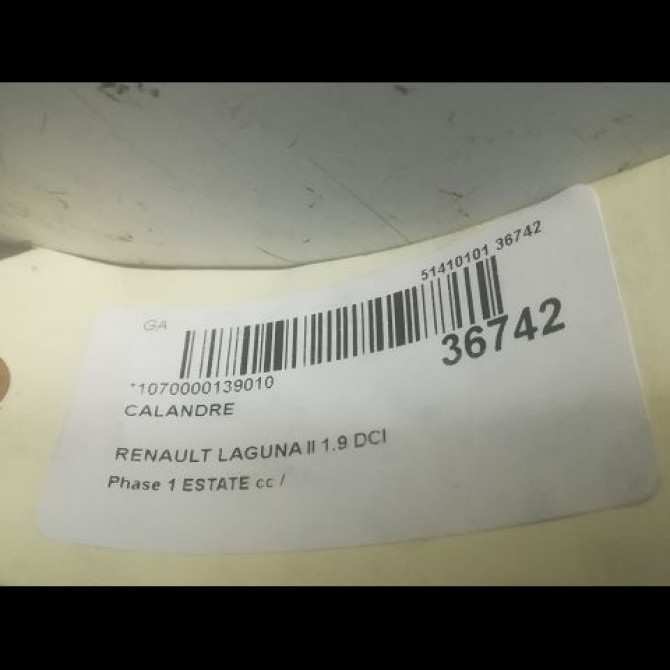 51410101 36742
GA
36742
*1070000139010
CALANDRE
RENAULT LAGUNA II 1.9 DCI
Phase 1 ESTATE cc /